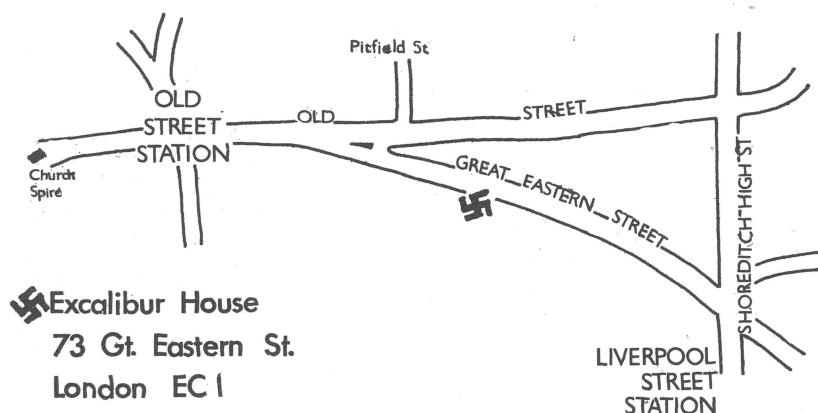 Pitfield St
OLD
STREET
STATION
OLD
STREET
Church
Spire
GREAT EASTERN STREET
SHOREDITCH HIGH ST
Excalibur House
73 Gt. Eastern St.
London EC1
LIVERPOOL
STREET
STATION